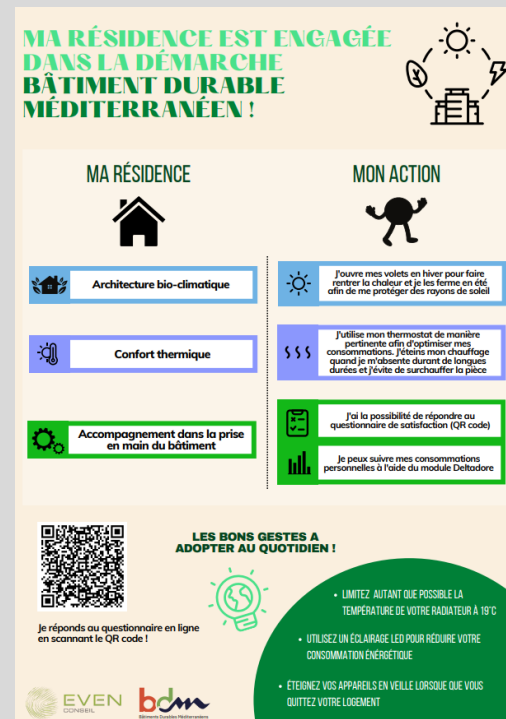 MA RÉSIDENCE EST ENGAGÉE
DANS LA DÉMARCHE
BÂTIMENT DURABLE
MÉDITERRANÉEN !
MA RÉSIDENCE
Architecture bio-climatique
Confort thermique
Accompagnement dans la prise
en main du bâtiment
MON ACTION
J'ouvre mes volets en hiver pour faire
rentrer la chaleur et je les ferme en été
afin de me protéger des rayons de soleil
J'utilise mon thermostat de manière
pertinente afin d'optimiser mes
consommations. J'éteins mon chauffage
quand je m'absente durant de longues
durées et j'évite de surchauffer la pièce
J'ai la possibilité de répondre au
questionnaire de satisfaction (QR code)
Je peux suivre mes consommations
personnelles à l'aide du module Deltadore
Je réponds au questionnaire en ligne
en scannant le QR code !
LES BONS GESTES A
ADOPTER AU QUOTIDIEN !
• LIMITEZ AUTANT QUE POSSIBLE LA
TEMPÉRATURE DE VOTRE RADIATEUR À 19°C
• UTILISEZ UN ÉCLAIRAGE LED POUR RÉDUIRE VOTRE
CONSOMMATION ÉNERGÉTIQUE
• ÉTEIGNEZ VOS APPAREILS EN VEILLE LORSQUE QUE VOUS
QUITTEZ VOTRE LOGEMENT
EVEN
CONSEIL
bdm
Bâtiments Durables Méditerranéens